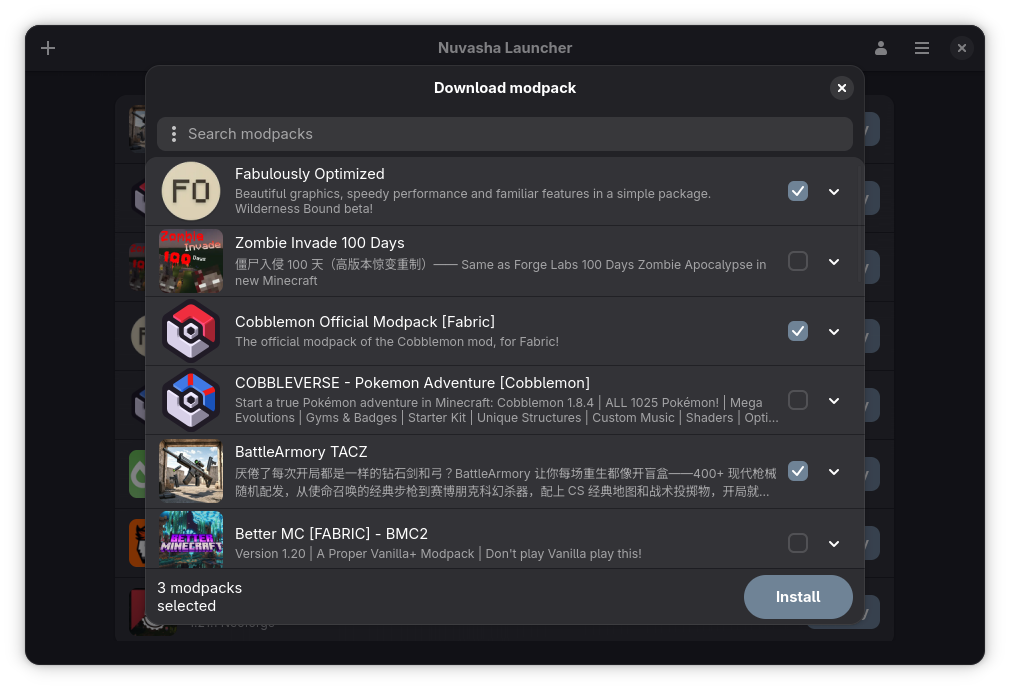 Nuvasha Launcher
Download modpack
Search modpacks
FO
Fabulously Optimized
Beautiful graphics, speedy performance and familiar features in a simple package.
Wilderness Bound beta!
Zombie
Invade
100
Days
Zombie Invade 100 Days
僵尸入侵 100 天（高版本惊变重制）—— Same as Forge Labs 100 Days Zombie Apocalypse in
new Minecraft
Cobblemon Official Modpack [Fabric]
The official modpack of the Cobblemon mod, for Fabric!
COBBLEVERSE - Pokemon Adventure [Cobblemon]
Start a true Pokémon adventure in Minecraft: Cobblemon 1.8.4 | ALL 1025 Pokémon! | Mega
Evolutions | Gyms & Badges | Starter Kit | Unique Structures | Custom Music | Shaders | Opti...
BattleArmory TACZ
厌倦了每次开局都是一样的钻石剑和弓？BattleArmory 让你每场重生都像开盲盒——400+ 现代枪械
随机配发，从使命召唤的经典步枪到赛博朋克科幻杀器，配上 CS 经典地图和战术投掷物，开局就...
BETTER
MINECRAFT
Better MC [FABRIC] - BMC2
Version 1.20 | A Proper Vanilla+ Modpack | Don't play Vanilla play this!
3 modpacks
selected
Install